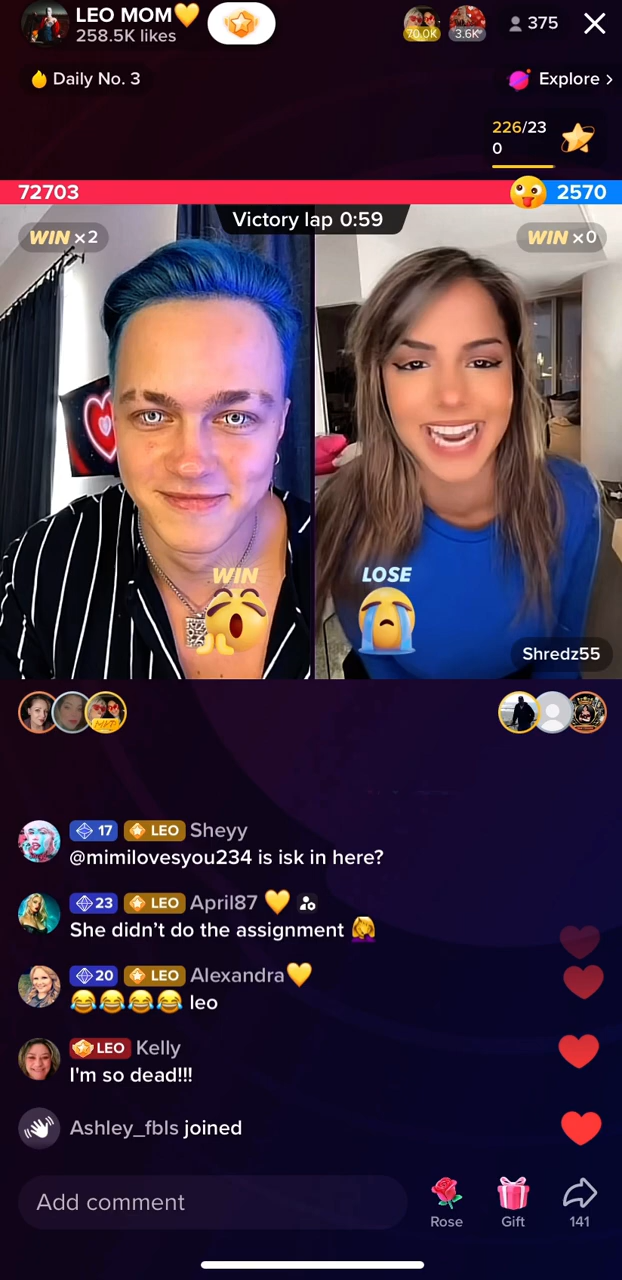 LEO MOM💛
258.5K likes
70.0K
3.6K
375
Daily No. 3
Explore >
226/23
0
72703
2570
Victory lap 0:59
WIN x2
WIN x0
WIN
LOSE
Shredz55
17 LEO Sheyy
@mimilovesyou234 is isk in here?
23 LEO April87 💛
She didn’t do the assignment 🤦‍♀️
20 LEO Alexandra💛
😂😂😂😂 leo
LEO Kelly
I'm so dead!!!
Ashley_fbls joined
Add comment
Rose
Gift
141